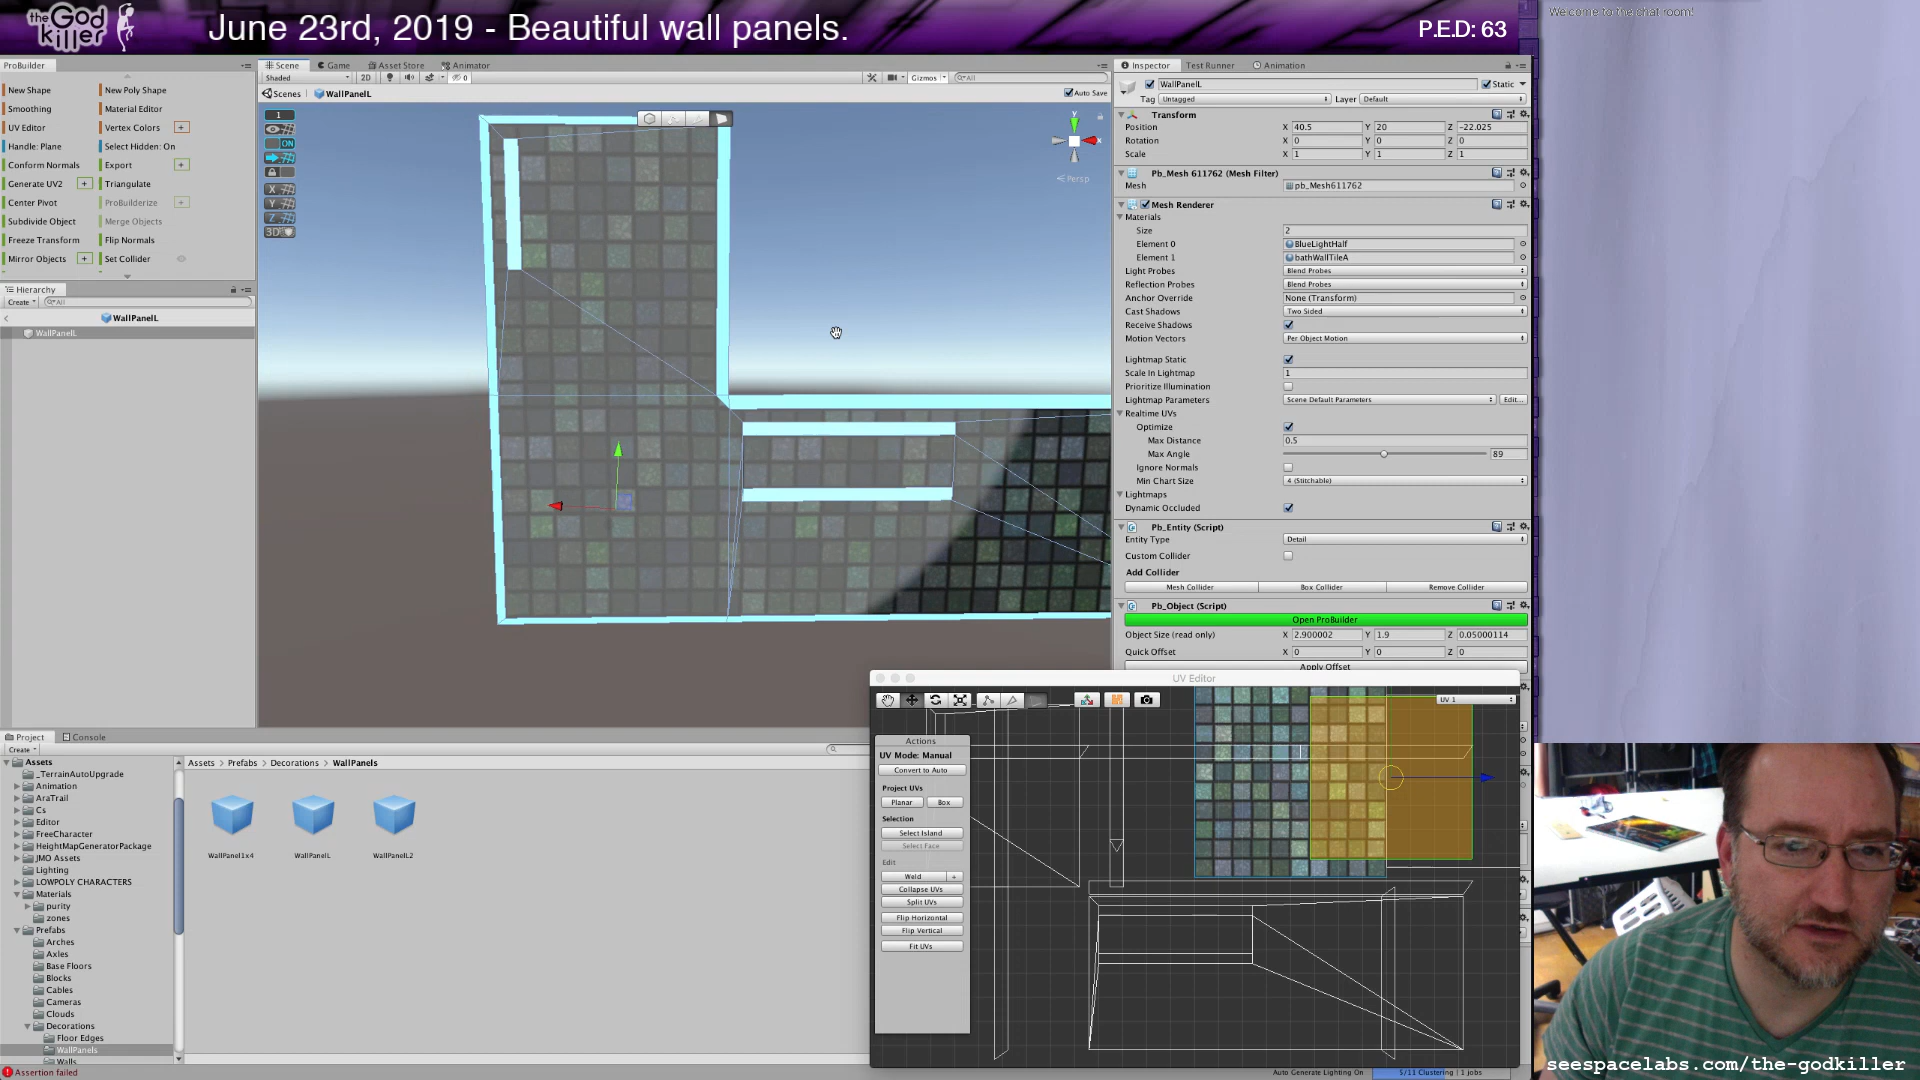 the God killer
June 23rd, 2019 - Beautiful wall panels.
P.E.D: 63
We come to the chat room!
ProBuilder
New Shape
New Poly Shape
Smoothing
Material Editor
UV Editor
Vertex Colors
+
Handle: Plane
Select Hidden: On
Conform Normals
Export
+
Generate UV2
+
Triangulate
Center Pivot
ProBuilderize
+
Subdivide Object
Merge Objects
Freeze Transform
Flip Normals
Mirror Objects
+
Set Collider
Hierarchy
Create
All
WallPanelL
WallPanelL
Scene
Game
Asset Store
Animator
Shaded
2D
0
Gizmos
All
Scenes
WallPanelL
Auto Save
1
ON
X
Y
Z
3D
y
x
Persp
Inspector
Test Runner
Animation
WallPanelL
Static
Tag
Untagged
Layer
Default
Transform
Position
X
40.5
Y
20
Z
-22.025
Rotation
X
0
Y
0
Z
0
Scale
X
1
Y
1
Z
1
Pb_Mesh 611762 (Mesh Filter)
Mesh
pb_Mesh611762
Mesh Renderer
Materials
Size
2
Element 0
BlueLightHalf
Element 1
bathWallTileA
Light Probes
Blend Probes
Reflection Probes
Blend Probes
Anchor Override
None (Transform)
Cast Shadows
Two Sided
Receive Shadows
Motion Vectors
Per Object Motion
Lightmap Static
Scale In Lightmap
1
Prioritize Illumination
Lightmap Parameters
Scene Default Parameters
Edit...
Realtime UVs
Optimize
Max Distance
0.5
Max Angle
89
Ignore Normals
Min Chart Size
4 (Stitchable)
Lightmaps
Dynamic Occluded
Pb_Entity (Script)
Entity Type
Detail
Custom Collider
Add Collider
Mesh Collider
Box Collider
Remove Collider
Pb_Object (Script)
Open ProBuilder
Object Size (read only)
X
2.900002
Y
1.9
Z
0.05000114
Quick Offset
X
0
Y
0
Z
0
Apply Offset
UV Editor
UV 1
Actions
UV Mode: Manual
Convert to Auto
Project UVs
Planar
Box
Selection
Select Island
Select Face
Edit
Weld
+
Collapse UVs
Split UVs
Flip Horizontal
Flip Vertical
Fit UVs
Project
Console
Create
Assets
_TerrainAutoUpgrade
Animation
AraTrail
Cs
Editor
FreeCharacter
HeightMapGeneratorPackage
JMO Assets
Lighting
LOWPOLY CHARACTERS
Materials
purity
zones
Prefabs
Arches
Axles
Base Floors
Blocks
Cables
Cameras
Clouds
Decorations
Floor Edges
WallPanels
Walls
Assets
Prefabs
Decorations
WallPanels
WallPanel1x4
WallPanelL
WallPanelL2
Assertion failed
Auto Generate Lighting On
5/11 Clustering | 1 jobs
seespacelabs.com/the-godkiller